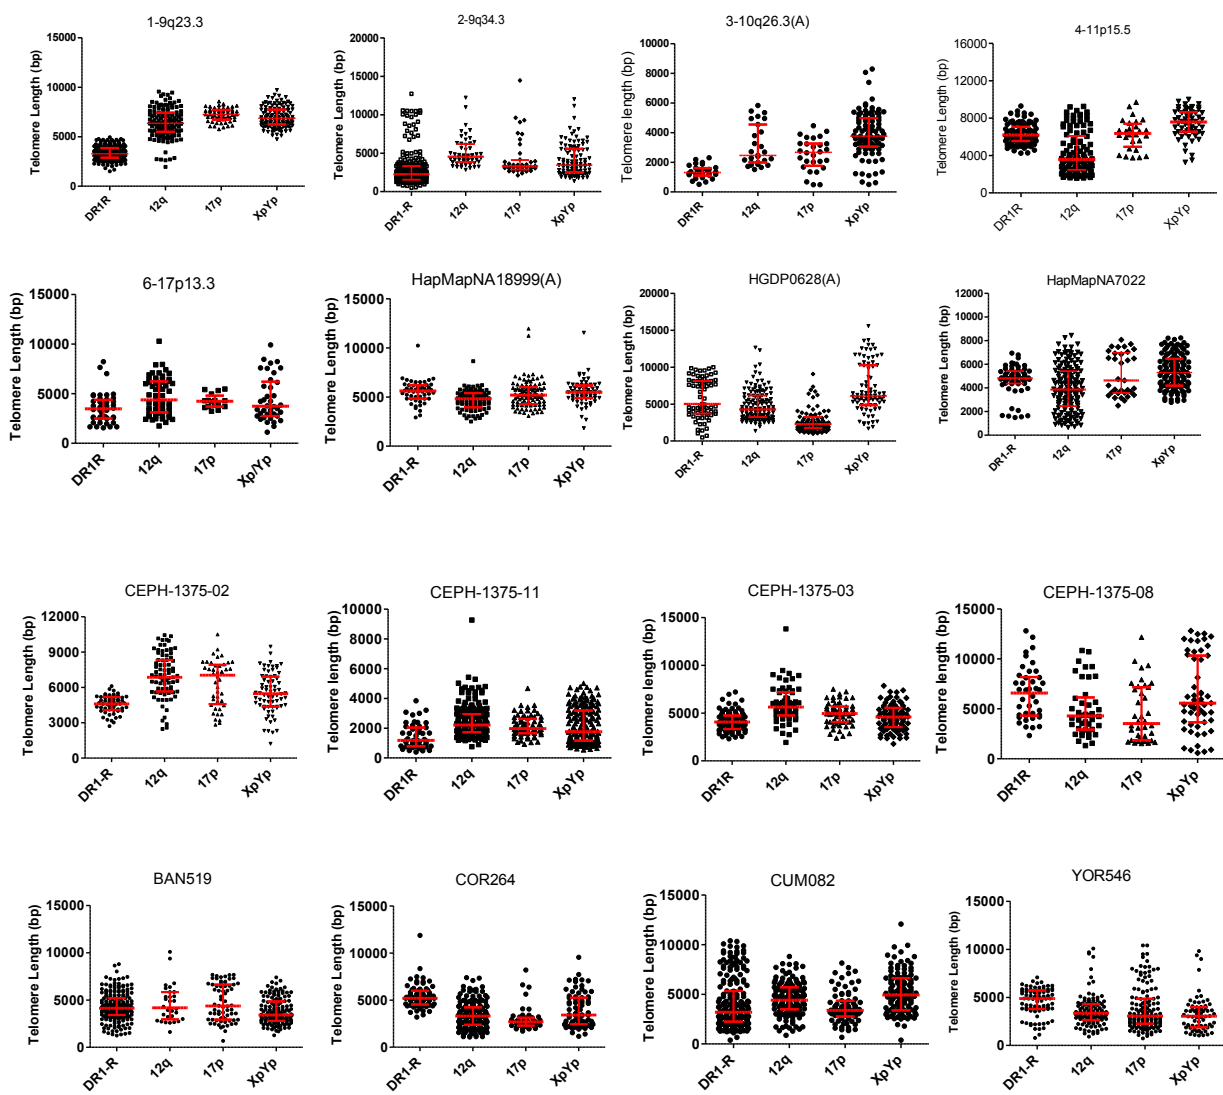 1-9q23.3
Telomere Length (bp)
15000
10000
5000
0
DR1R
12q
17p
XpYp
2-9q34.3
Telomere Length (bp)
20000
15000
10000
5000
0
DR1-R
12q
17p
XpYp
3-10q26.3(A)
Telomere length (bp)
10000
8000
6000
4000
2000
0
DR1R
12q
17p
XpYp
4-11p15.5
Telomere Length (bp)
16000
12000
8000
4000
0
DR1R
12q
17p
XpYp
6-17p13.3
Telomere Length (bp)
15000
10000
5000
0
DR1R
12q
17p
Xp/Yp
HapMapNA18999(A)
Telomere Length (bp)
15000
10000
5000
0
DR1-R
12q
17p
XpYp
HGDP0628(A)
Telomere Length (bp)
20000
15000
10000
5000
0
DR1-R
12q
17p
XpYp
HapMapNA7022
Telomere Length (bp)
12000
10000
8000
6000
4000
2000
0
DR1-R
12q
17p
XpYp
CEPH-1375-02
Telomere Length (bp)
12000
9000
6000
3000
0
DR1-R
12q
17p
XpYp
CEPH-1375-11
Telomere Length (bp)
10000
8000
6000
4000
2000
0
DR1-R
12q
17p
XpYp
CEPH-1375-03
Telomere Length (bp)
15000
10000
5000
0
DR1R
12q
17p
XpYp
CEPH-1375-08
Telomere Length (bp)
15000
10000
5000
0
DR1R
12q
17p
XpYp
BAN519
Telomere Length (bp)
15000
10000
5000
0
DR1-R
12q
17p
XpYp
COR264
Telomere Length (bp)
15000
10000
5000
0
DR1-R
12q
17p
XpYp
CUM082
Telomere Length (bp)
15000
10000
5000
0
DR1-R
12q
17p
XpYp
YOR546
Telomere Length (bp)
15000
10000
5000
0
DR1-R
12q
17p
XpYp